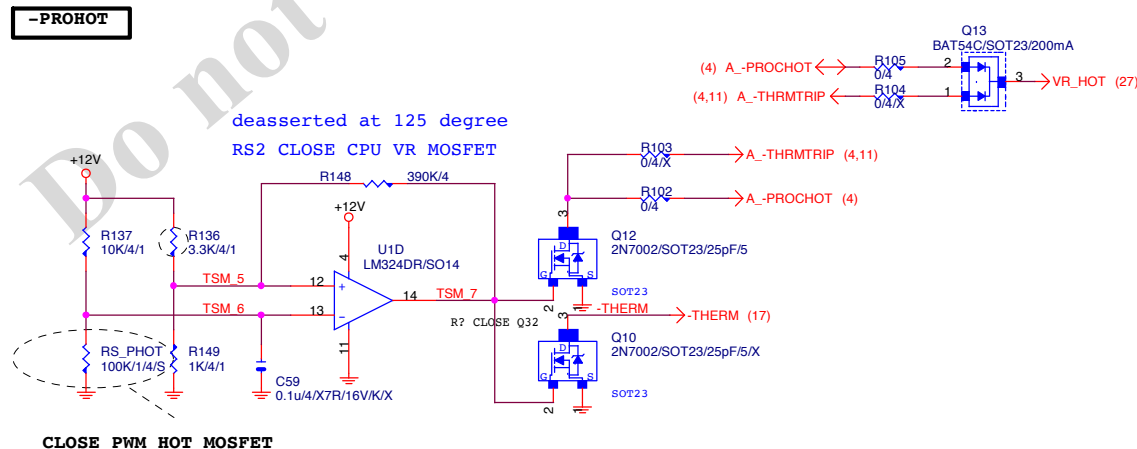 -PROHOT
Do not
Q13
BAT54C/SOT23/200mA
(4) A_-PROCHOT
R105
0/4
2
3
VR_HOT (27)
(4,11) A_-THRMTRIP
R104
0/4/X
1
deasserted at 125 degree
RS2 CLOSE CPU VR MOSFET
+12V
R148
390K/4
R103
0/4/X
A_-THRMTRIP (4,11)
R102
0/4
A_-PROCHOT (4)
+12V
R137
10K/4/1
R136
3.3K/4/1
4
U1D
LM324DR/SO14
3
Q12
2N7002/SOT23/25pF/5
D
G
S
SOT23
2
1
TSM_5
12
+
14
TSM_7
TSM_6
13
-
11
R? CLOSE Q32
3
-THERM
-THERM (17)
Q10
2N7002/SOT23/25pF/5/X
D
G
S
SOT23
2
1
RS_PHOT
100K/1/4/S
R149
1K/4/1
C59
0.1u/4/X7R/16V/K/X
CLOSE PWM HOT MOSFET